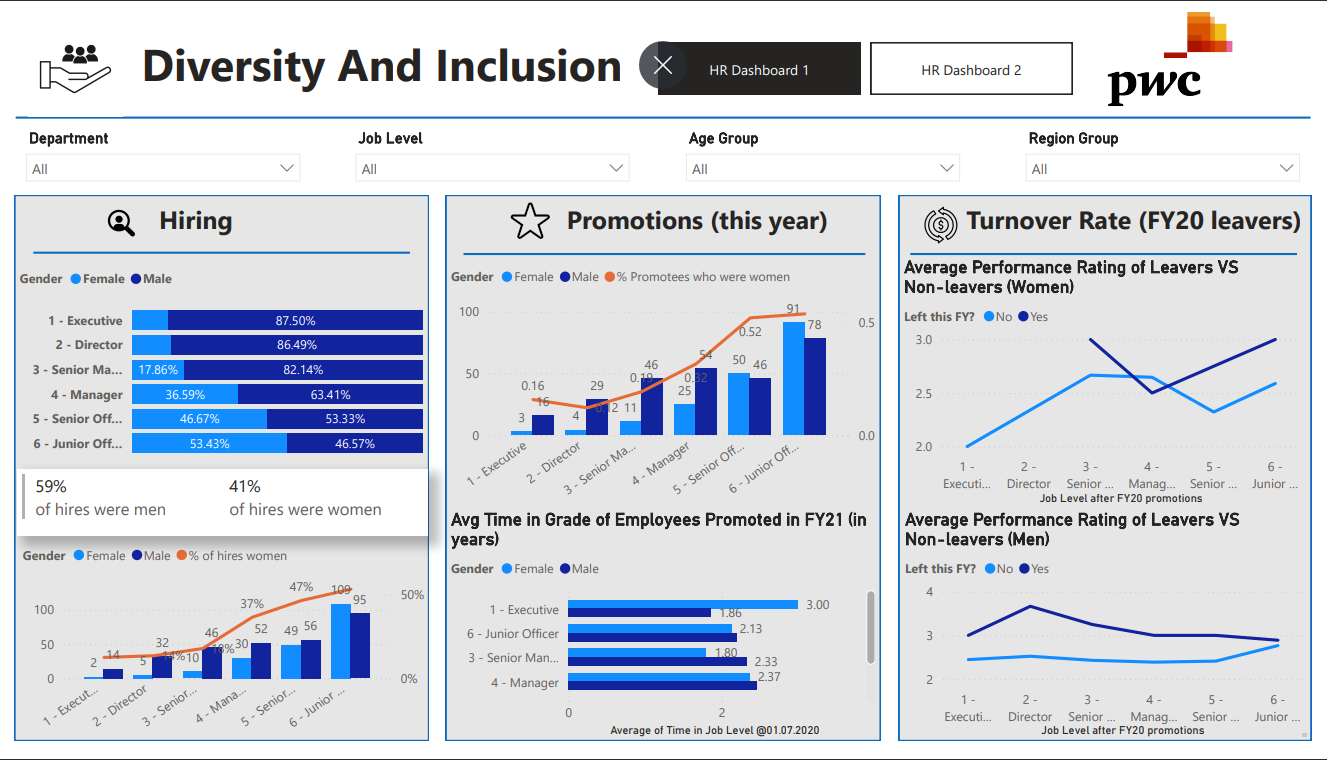 Diversity And Inclusion
HR Dashboard 1
HR Dashboard 2
pwc
Department
Job Level
Age Group
Region Group
All
All
All
All
Hiring
Gender Female Male
1 - Executive 87.50%
2 - Director 86.49%
3 - Senior Ma... 17.86% 82.14%
4 - Manager 36.59% 63.41%
5 - Senior Off... 46.67% 53.33%
6 - Junior Off... 53.43% 46.57%
59% 41%
of hires were men of hires were women
Gender Female Male % of hires women
109
47% 50%
100 95
37%
46 52 49 56
50 32 30
14 14% 18%
2 5 10
0 0%
1 - Execut... 2 - Director 3 - Senior... 4 - Mana... 5 - Senior... 6 - Junior ...
Promotions (this year)
Gender Female Male % Promotees who were women
100 91
78 0.5
0.52
50 46 54 50 46
0.16 29 0.19 0.32
16 0.12 25
3 4 11
0 0.0
1 - Executive 2 - Director 3 - Senior Ma... 4 - Manager 5 - Senior Off... 6 - Junior Off...
Avg Time in Grade of Employees Promoted in FY21 (in
years)
Gender Female Male
1 - Executive 3.00
1.86
6 - Junior Officer 2.13
3 - Senior Man... 1.80
2.33
4 - Manager 2.37
0 2
Average of Time in Job Level @01.07.2020
Turnover Rate (FY20 leavers)
Average Performance Rating of Leavers VS
Non-leavers (Women)
Left this FY? No Yes
3.0
2.5
2.0
1 - 2 - 3 - 4 - 5 - 6 -
Executi... Director Senior ... Manag... Senior ... Junior ...
Job Level after FY20 promotions
Average Performance Rating of Leavers VS
Non-leavers (Men)
Left this FY? No Yes
4
3
2
1 - 2 - 3 - 4 - 5 - 6 -
Executi... Director Senior ... Manag... Senior ... Junior ...
Job Level after FY20 promotions